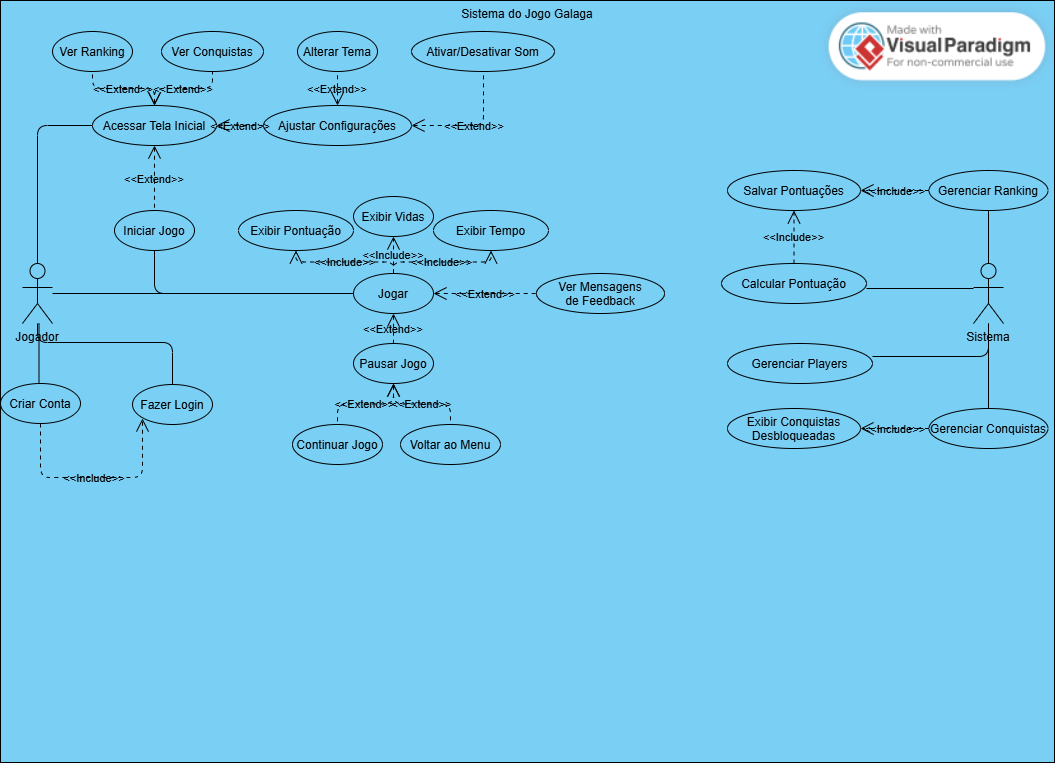 Sistema do Jogo Galaga
Made with
Visual Paradigm
For non-commercial use
Ver Ranking
Ver Conquistas
Alterar Tema
Ativar/Desativar Som
<<Extend>>
<<Extend>>
<<Extend>>
Acessar Tela Inicial
<<Extend>>
Ajustar Configurações
<<Extend>>
<<Extend>>
Salvar Pontuações
<<Include>>
Gerenciar Ranking
Iniciar Jogo
Exibir Pontuação
Exibir Vidas
Exibir Tempo
<<Include>>
<<Include>>
<<Include>>
<<Include>>
Calcular Pontuação
Jogar
<<Extend>>
Ver Mensagens
de Feedback
<<Extend>>
Jogador
Sistema
Pausar Jogo
Gerenciar Players
<<Extend>>
<<Extend>>
Criar Conta
Fazer Login
Continuar Jogo
Voltar ao Menu
Exibir Conquistas
Desbloqueadas
<<Include>>
Gerenciar Conquistas
<<Include>>